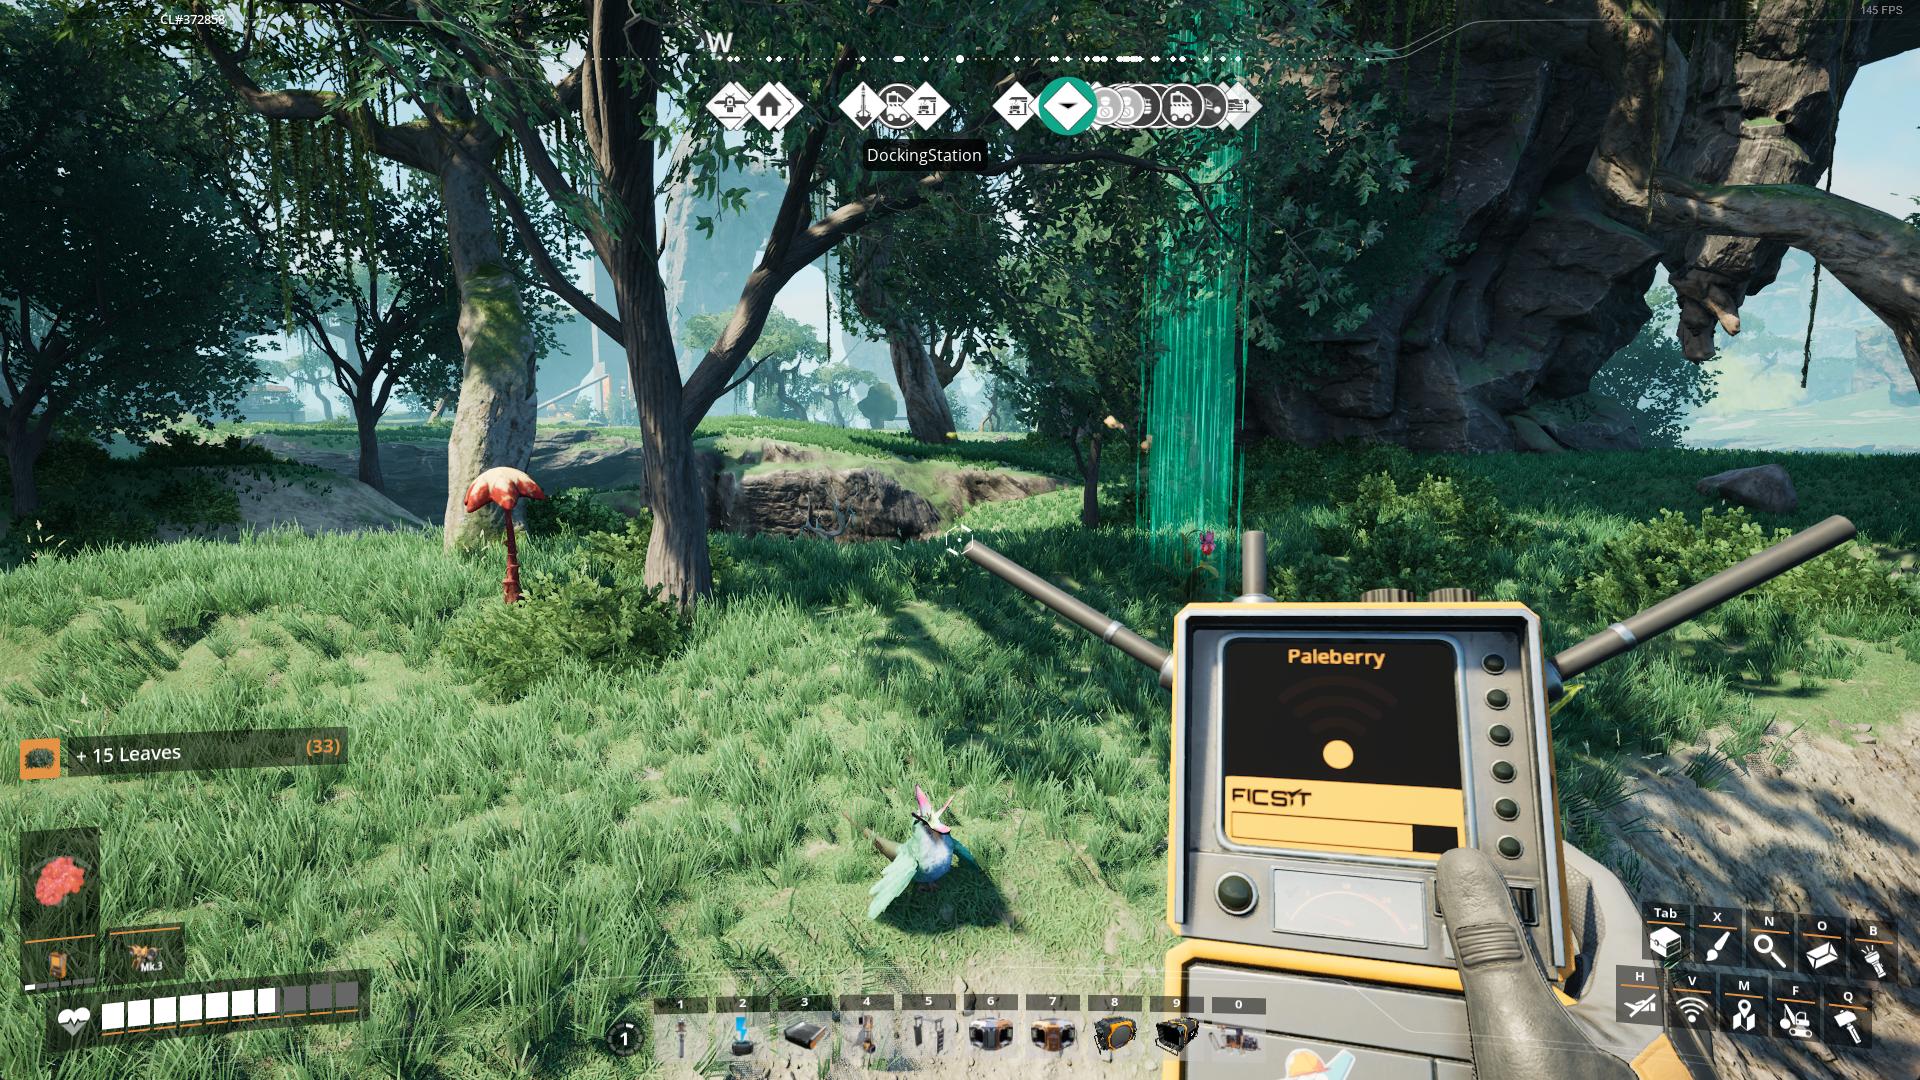 CL#372858
145 FPS
W
DockingStation
Paleberry
FICSIT
+ 15 Leaves (33)
Mk.3
1
1 2 3 4 5 6 7 8 9 0
Tab X N O B
H V M F Q